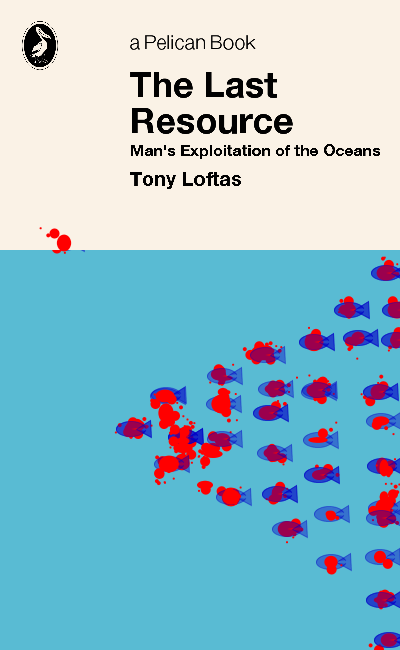 a Pelican Book
The Last
Resource
Man's Exploitation of the Oceans
Tony Loftas